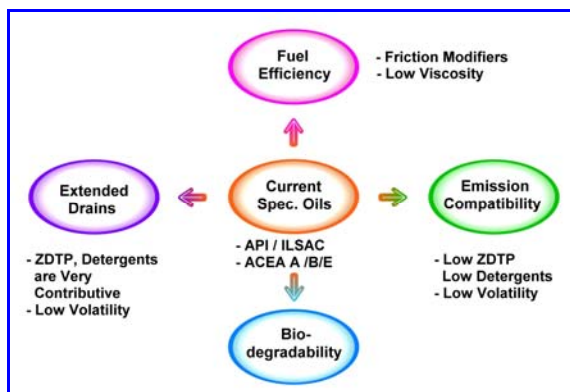 Fuel
Efficiency
- Friction Modifiers
- Low Viscosity
Extended
Drains
Current
Spec. Oils
Emission
Compatibility
- ZDTP, Detergents
are Very
Contributive
- Low Volatility
- API / ILSAC
- ACEA A /B/E
- Low ZDTP
Low Detergents
- Low Volatility
Bio-
degradability